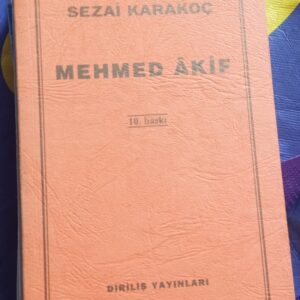 SEZAİ KARAKOÇ
MEHMED ÂKİF
10. baskı
DİRİLİŞ YAYINLARI